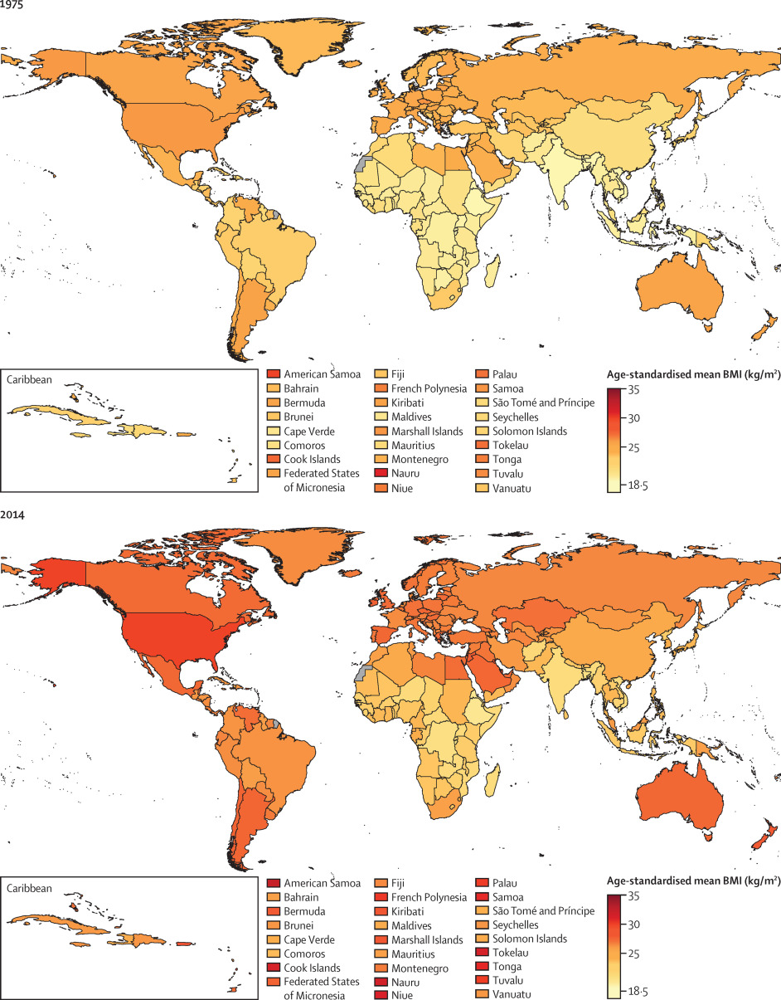 1975
Caribbean
American Samoa
Bahrain
Bermuda
Brunei
Cape Verde
Comoros
Cook Islands
Federated States
of Micronesia
Fiji
French Polynesia
Kiribati
Maldives
Marshall Islands
Mauritius
Montenegro
Nauru
Niue
Palau
Samoa
São Tomé and Príncipe
Seychelles
Solomon Islands
Tokelau
Tonga
Tuvalu
Vanuatu
Age-standardised mean BMI (kg/m²)
35
30
25
18·5
2014
Caribbean
American Samoa
Bahrain
Bermuda
Brunei
Cape Verde
Comoros
Cook Islands
Federated States
of Micronesia
Fiji
French Polynesia
Kiribati
Maldives
Marshall Islands
Mauritius
Montenegro
Nauru
Niue
Palau
Samoa
São Tomé and Príncipe
Seychelles
Solomon Islands
Tokelau
Tonga
Tuvalu
Vanuatu
Age-standardised mean BMI (kg/m²)
35
30
25
18·5